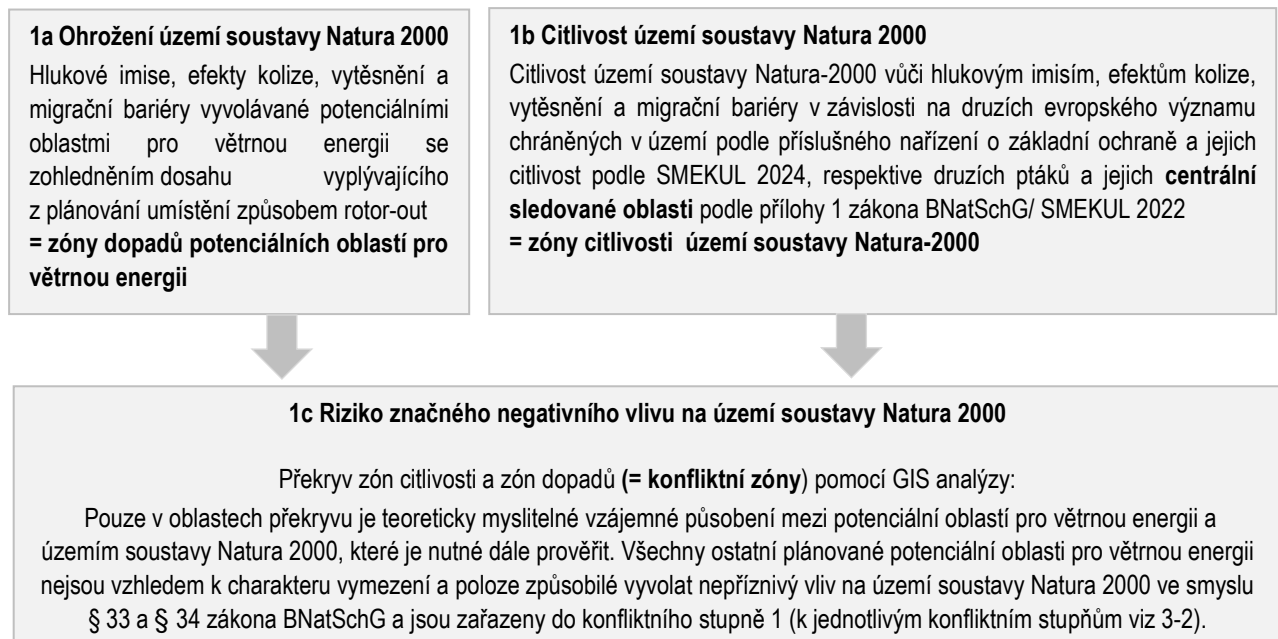 1a Ohrožení území soustavy Natura 2000
Hlukové imise, efekty kolize, vytěsnění a
migrační bariéry vyvolávané potenciálními
oblastmi pro větrnou energii se
zohledněním dosahu vyplývajícího
z plánování umístění způsobem rotor-out
= zóny dopadů potenciálních oblastí pro
větrnou energii
1b Citlivost území soustavy Natura 2000
Citlivost území soustavy Natura-2000 vůči hlukovým imisím, efektům kolize,
vytěsnění a migrační bariéry v závislosti na druzích evropského významu
chráněných v území podle příslušného nařízení o základní ochraně a jejich
citlivost podle SMEKUL 2024, respektive druzích ptáků a jejich centrální
sledované oblasti podle přílohy 1 zákona BNatSchG/ SMEKUL 2022
= zóny citlivosti území soustavy Natura-2000
1c Riziko značného negativního vlivu na území soustavy Natura 2000
Překryv zón citlivosti a zón dopadů (= konfliktní zóny) pomocí GIS analýzy:
Pouze v oblastech překryvu je teoreticky myslitelné vzájemné působení mezi potenciální oblastí pro větrnou energii a
územím soustavy Natura 2000, které je nutné dále prověřit. Všechny ostatní plánované potenciální oblasti pro větrnou energii
nejsou vzhledem k charakteru vymezení a poloze způsobilé vyvolat nepříznivý vliv na území soustavy Natura 2000 ve smyslu
§ 33 a § 34 zákona BNatSchG a jsou zařazeny do konfliktního stupně 1 (k jednotlivým konfliktním stupňům viz 3-2).